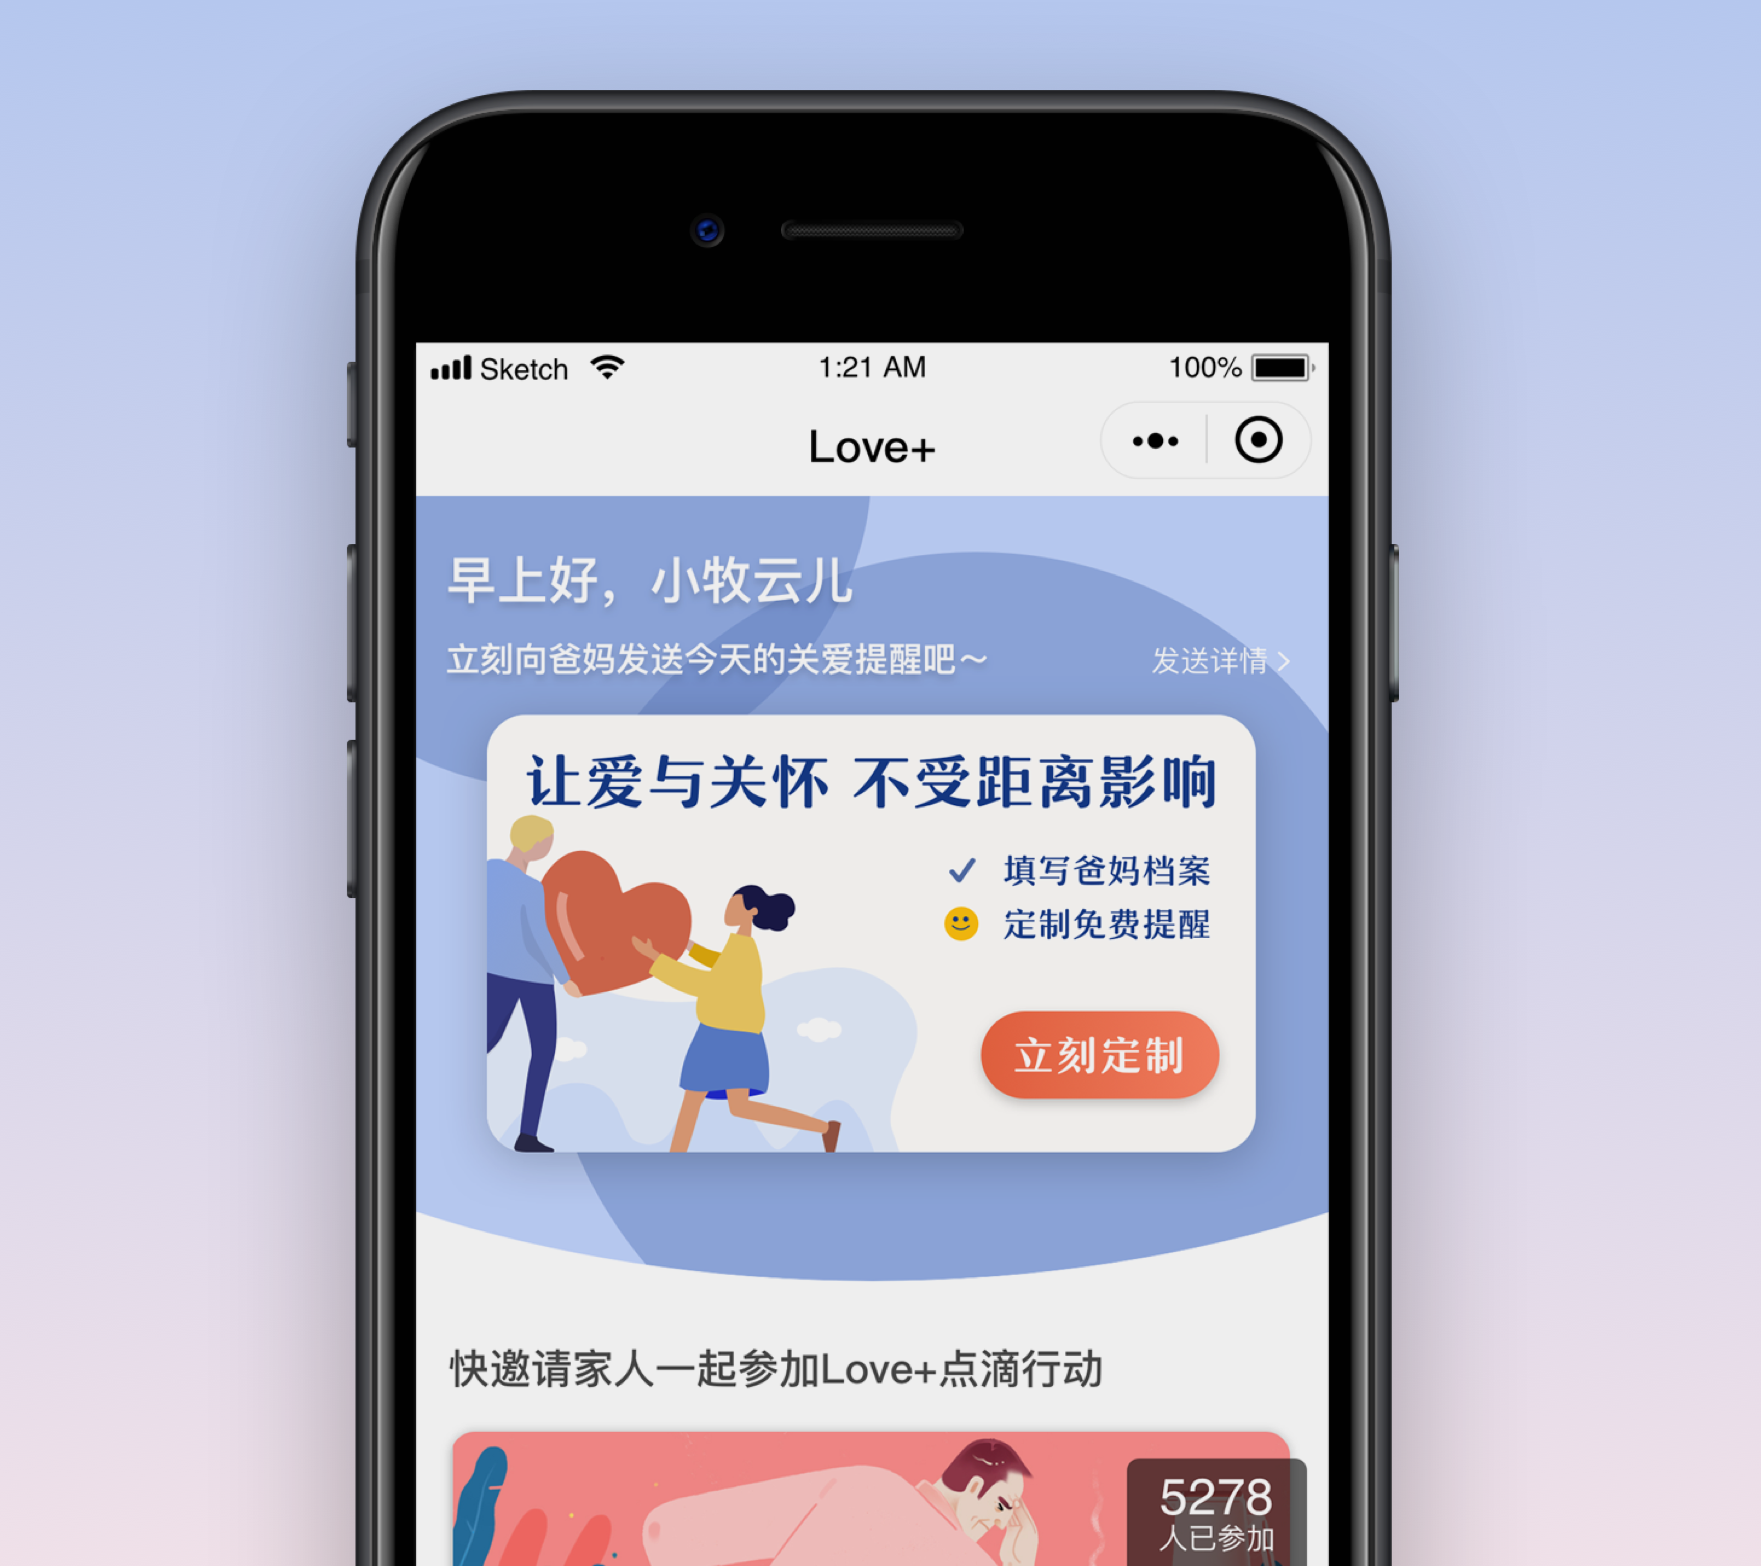 Sketch 1:21 AM 100%
Love+
早上好，小牧云儿
立刻向爸妈发送今天的关爱提醒吧～ 发送详情 >
让爱与关怀 不受距离影响
填写爸妈档案
定制免费提醒
立刻定制
快邀请家人一起参加Love+点滴行动
5278
人已参加